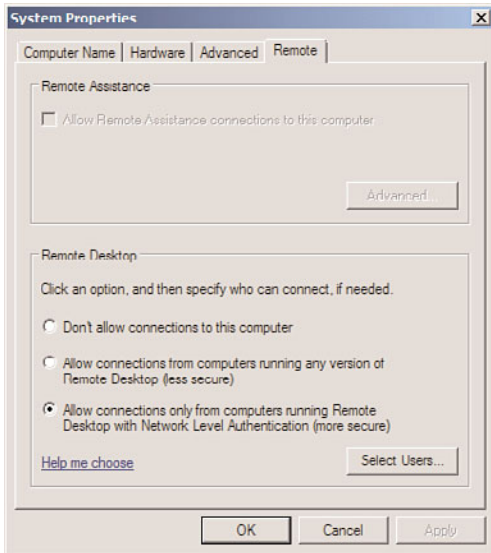 System Properties
Computer Name
Hardware
Advanced
Remote
Remote Assistance
Allow Remote Assistance connections to this computer
Advanced...
Remote Desktop
Click an option, and then specify who can connect, if needed.
Don't allow connections to this computer
Allow connections from computers running any version of
Remote Desktop (less secure)
Allow connections only from computers running Remote
Desktop with Network Level Authentication (more secure)
Help me choose
Select Users...
OK
Cancel
Apply